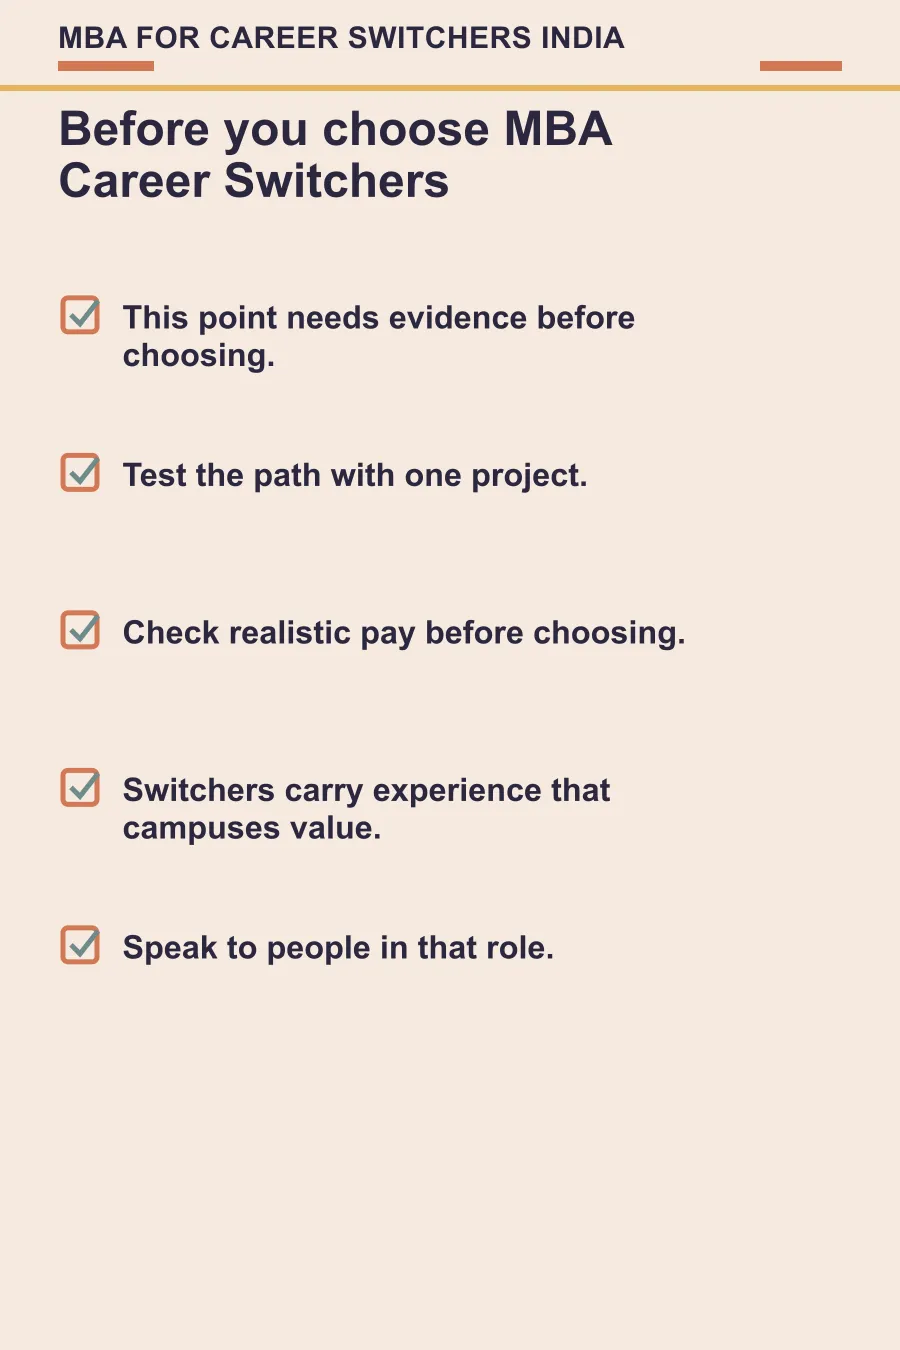 MBA FOR CAREER SWITCHERS INDIA
Before you choose MBA
Career Switchers
This point needs evidence before
choosing.
Test the path with one project.
Check realistic pay before choosing.
Switchers carry experience that
campuses value.
Speak to people in that role.